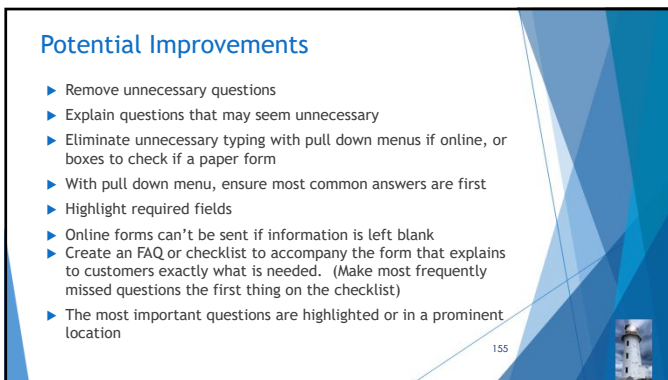 Potential Improvements
Remove unnecessary questions
Explain questions that may seem unnecessary
Eliminate unnecessary typing with pull down menus if online, or
boxes to check if a paper form
With pull down menu, ensure most common answers are first
Highlight required fields
Online forms can't be sent if information is left blank
Create an FAQ or checklist to accompany the form that explains
to customers exactly what is needed. (Make most frequently
missed questions the first thing on the checklist)
The most important questions are highlighted or in a prominent
location
155